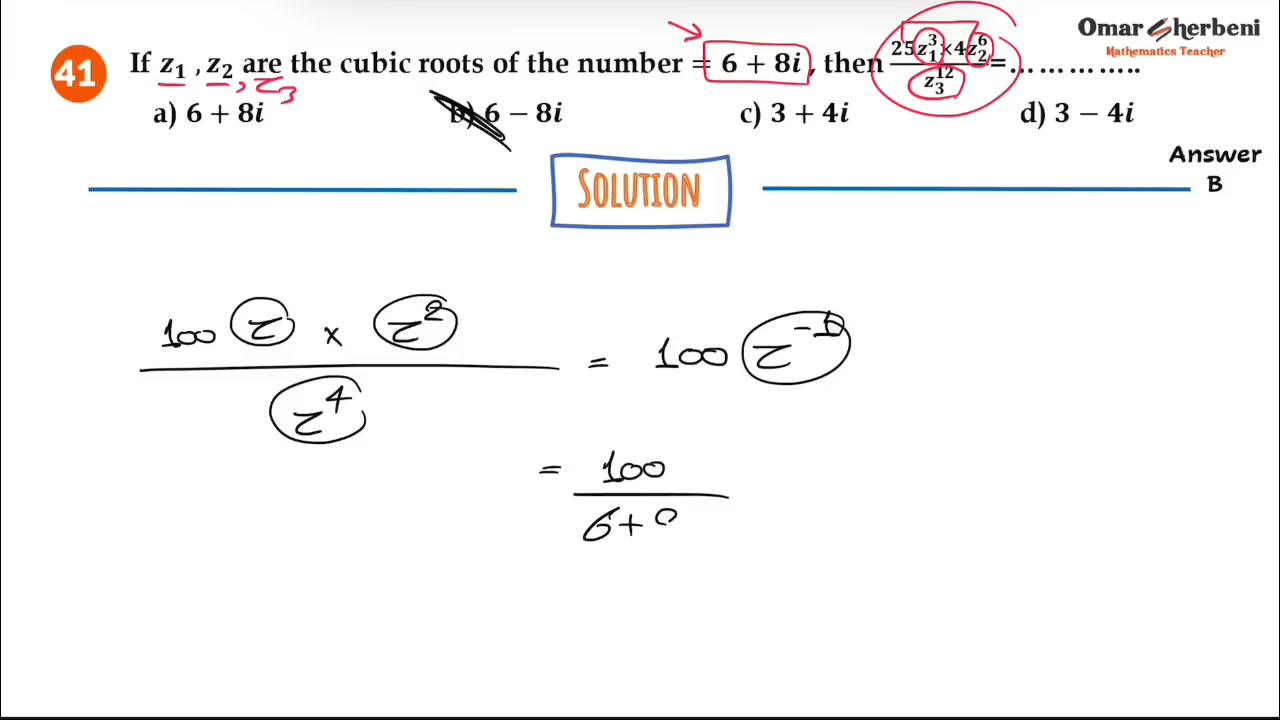 Omar Sherbeni
Mathematics Teacher
41 If z₁ , z₂ , z₃ are the cubic roots of the number = 6 + 8i , then (25z₁³ × 4z₂⁶)/z₃¹² = … … … … ..
a) 6 + 8i b) 6 − 8i c) 3 + 4i d) 3 − 4i
Answer
B
SOLUTION
(100 z × z²)/z⁴ = 100 z⁻¹
= 100/(6+